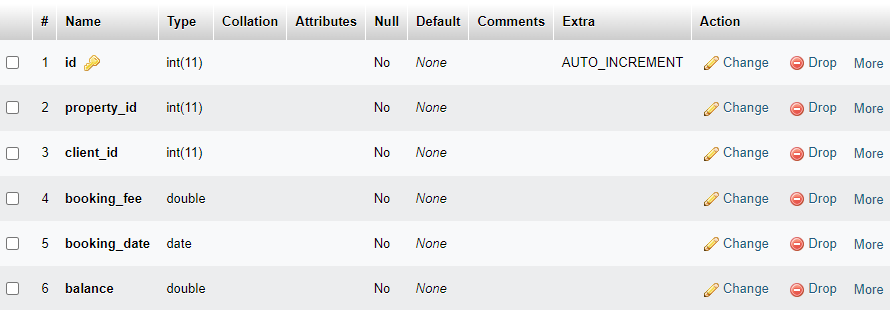 # Name Type Collation Attributes Null Default Comments Extra Action
1 id int(11) No None AUTO_INCREMENT Change Drop More
2 property_id int(11) No None Change Drop More
3 client_id int(11) No None Change Drop More
4 booking_fee double No None Change Drop More
5 booking_date date No None Change Drop More
6 balance double No None Change Drop More